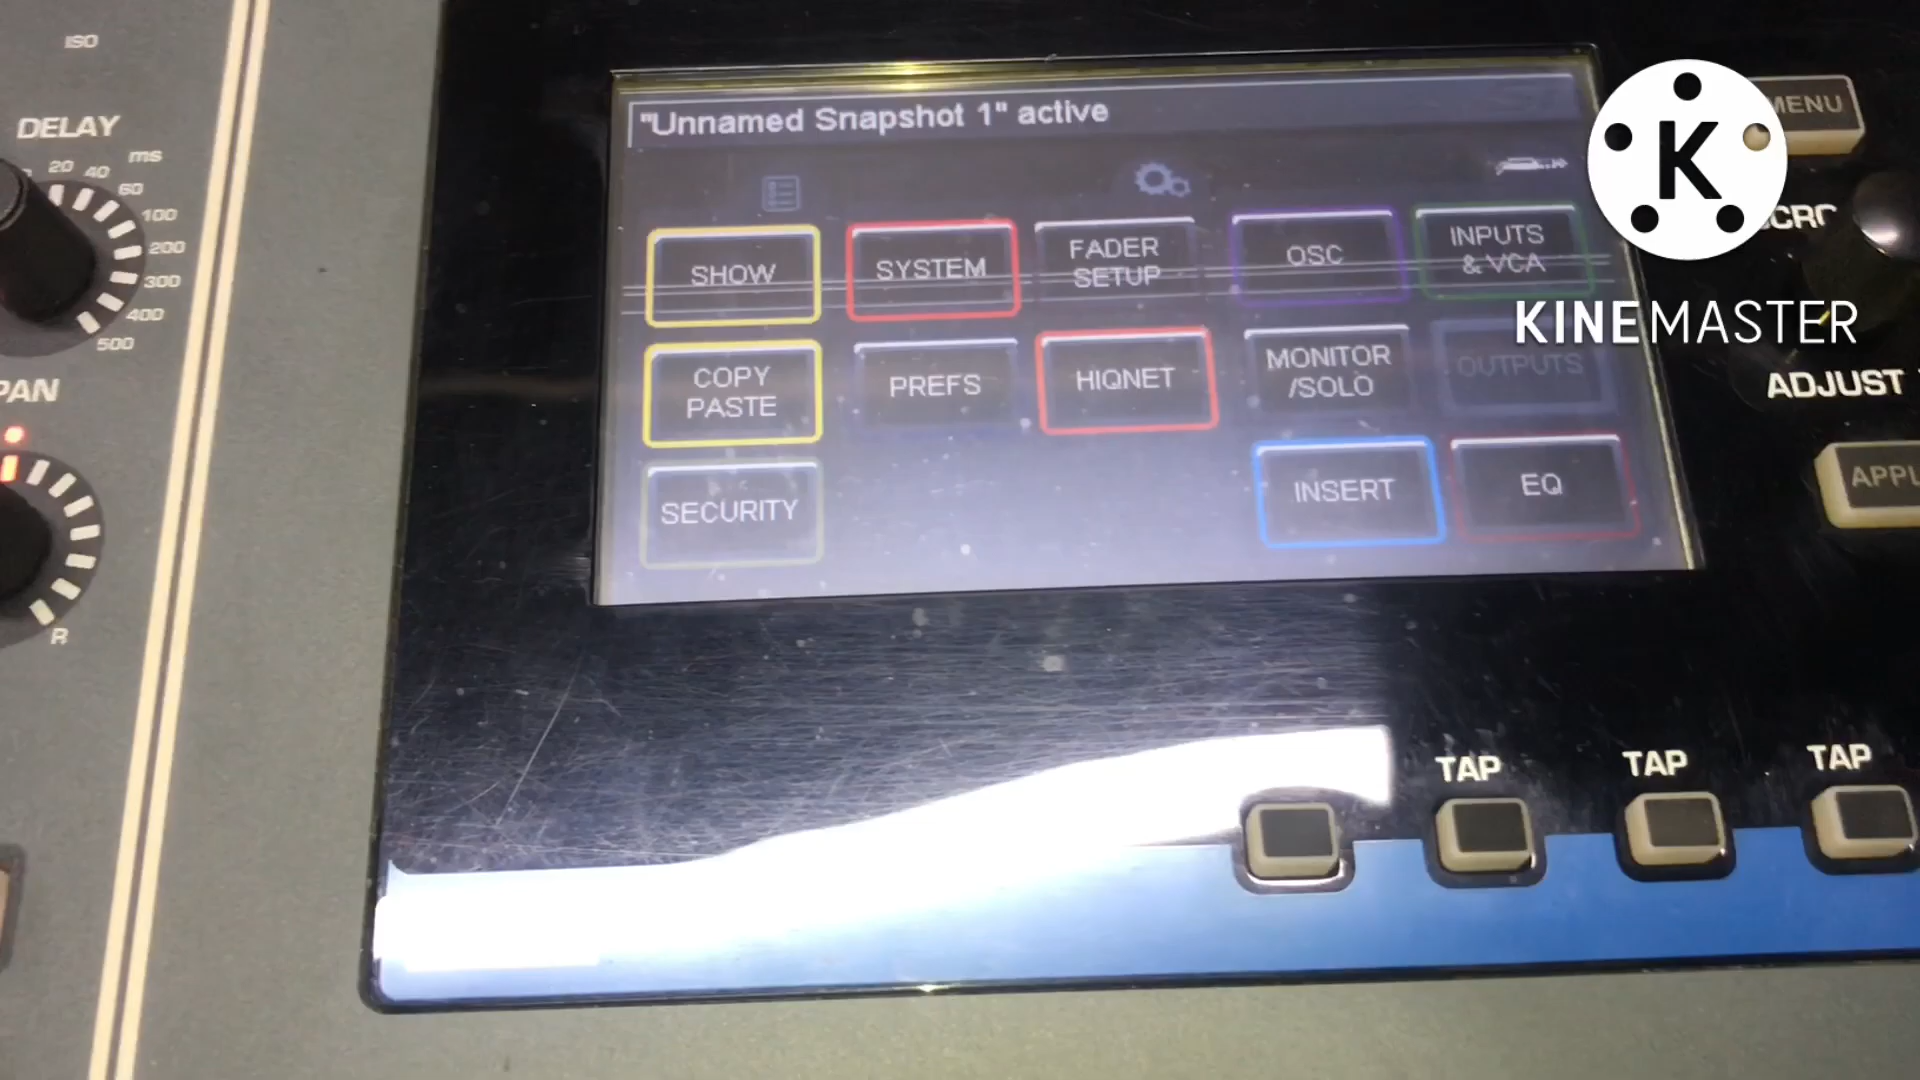 ISO
DELAY
ms
20
40
60
100
200
300
400
500
PAN
R
"Unnamed Snapshot 1" active
SHOW
SYSTEM
FADER
SETUP
OSC
INPUTS
& VCA
COPY
PASTE
PREFS
HIQNET
MONITOR
/SOLO
OUTPUTS
SECURITY
INSERT
EQ
MENU
K
KINEMASTER
ADJUST
TAP
TAP
TAP